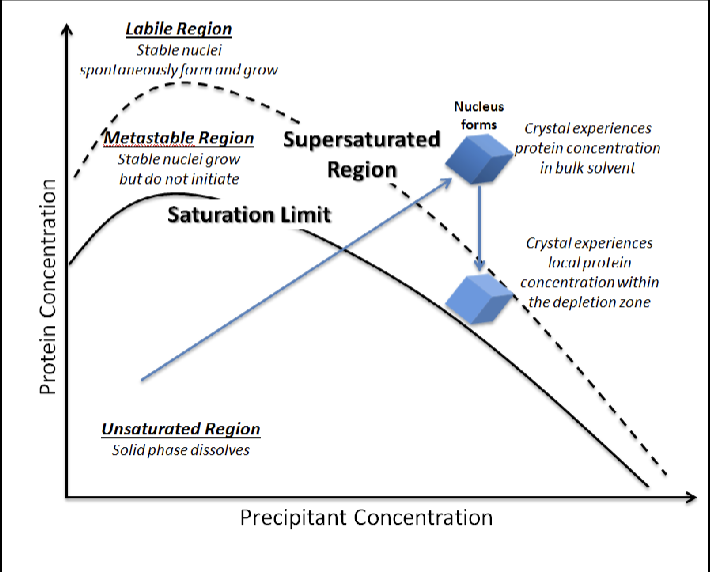 Labile Region
Stable nuclei
spontaneously form and grow
Metastable Region
Stable nuclei grow
but do not initiate
Supersaturated
Region
Saturation Limit
Nucleus
forms
Crystal experiences
protein concentration
in bulk solvent
Crystal experiences
local protein
concentration within
the depletion zone
Unsaturated Region
Solid phase dissolves
Protein Concentration
Precipitant Concentration